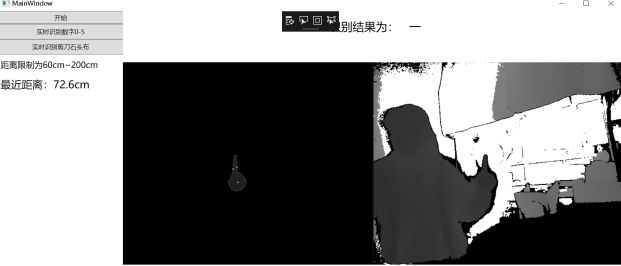 MainWindow
开始
实时识别数字0-5
实时识别剪刀石头布
距离限制为60cm~200cm
最近距离：72.6cm
识别结果为： 一